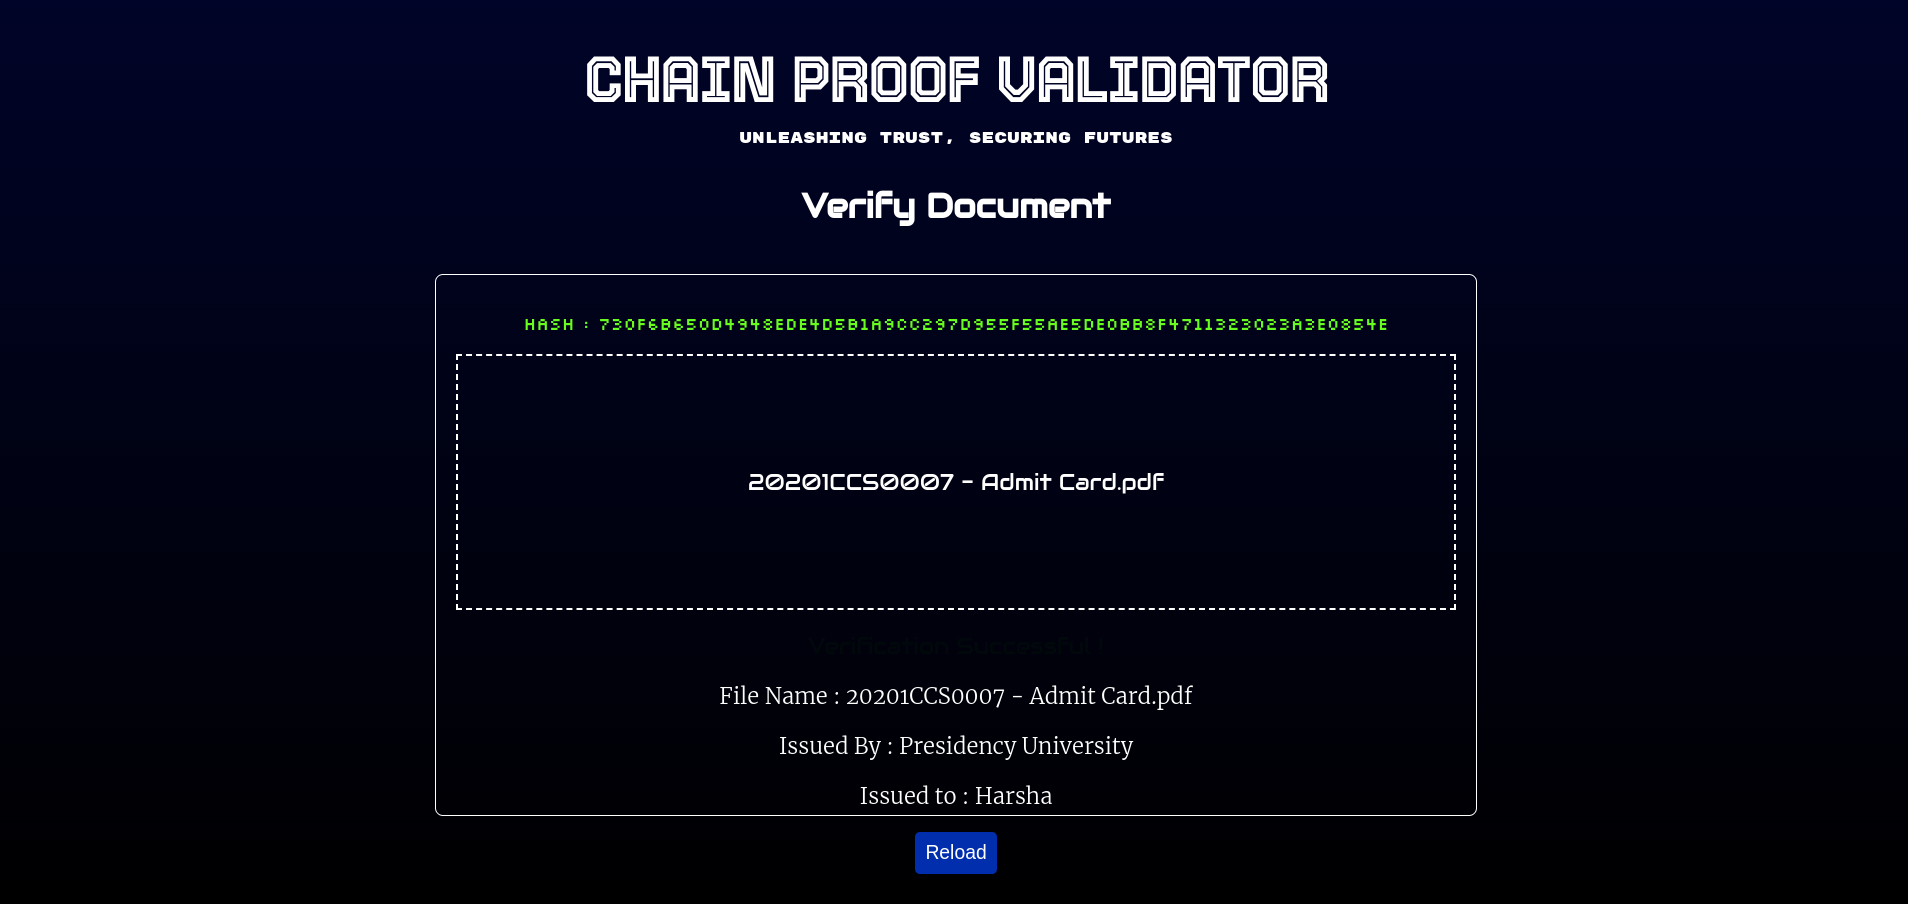 CHAIN PROOF VALIDATOR
UNLEASHING TRUST, SECURING FUTURES
Verify Document
HASH : 730F6B650D4948EDE4D5B1A9CC297D955F55AE5DE0BB8F4711323023A3E0854E
20201CCS0007 - Admit Card.pdf
Verification Successful!
File Name : 20201CCS0007 - Admit Card.pdf
Issued By : Presidency University
Issued to : Harsha
Reload